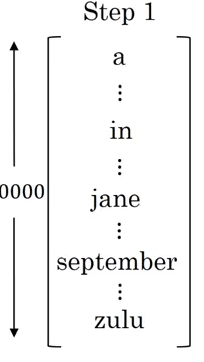 Step 1
a
⋮
in
⋮
0000
jane
⋮
september
⋮
zulu